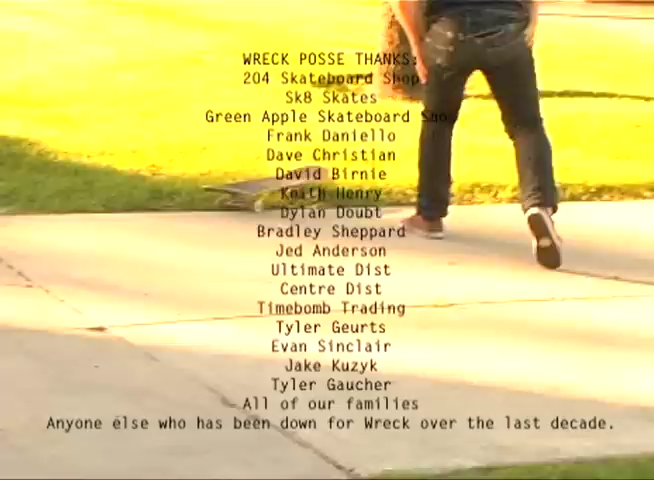 WRECK POSSE THANKS:
204 Skateboard Shop
Sk8 Skates
Green Apple Skateboard Shop
Frank Daniello
Dave Christian
David Birnie
Knith Henry
Dylan Doubt
Bradley Sheppard
Jed Anderson
Ultimate Dist
Centre Dist
Timebomb Trading
Tyler Geurts
Evan Sinclair
Jake Kuzyk
Tyler Gaucher
All of our families
Anyone else who has been down for Wreck over the last decade.